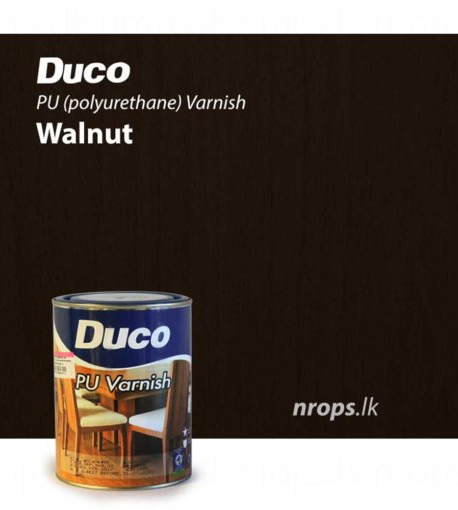 Duco
PU (polyurethane) Varnish
Walnut
Duco
PU Varnish
nrops.lk